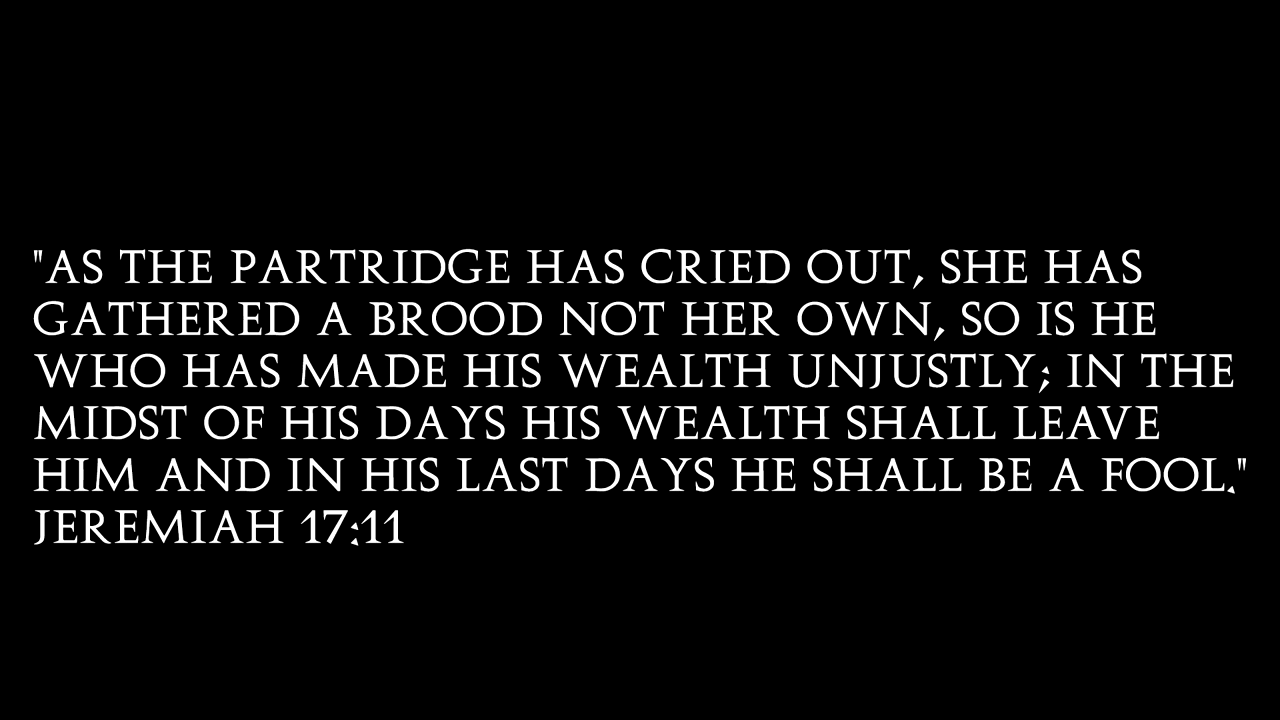 "AS THE PARTRIDGE HAS CRIED OUT, SHE HAS
GATHERED A BROOD NOT HER OWN, SO IS HE
WHO HAS MADE HIS WEALTH UNJUSTLY; IN THE
MIDST OF HIS DAYS HIS WEALTH SHALL LEAVE
HIM AND IN HIS LAST DAYS HE SHALL BE A FOOL."
JEREMIAH 17:11